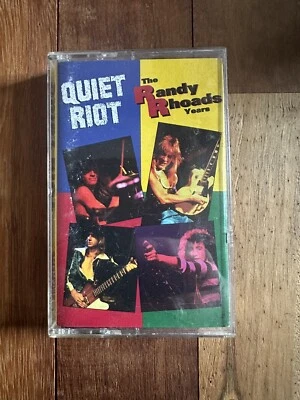 QUIET
RIOT
The
Randy
Rhoads
Years